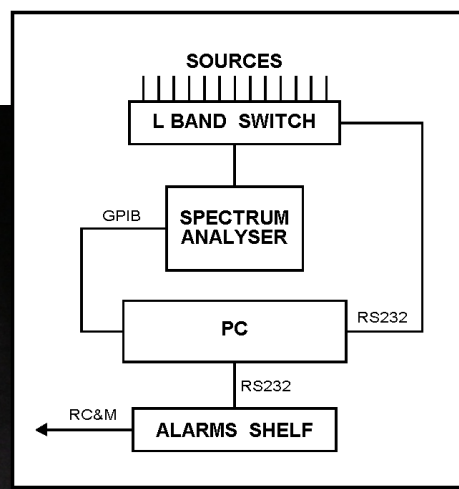 SOURCES
L BAND SWITCH
GPIB
SPECTRUM
ANALYSER
PC
RS232
RS232
RC&M
ALARMS SHELF